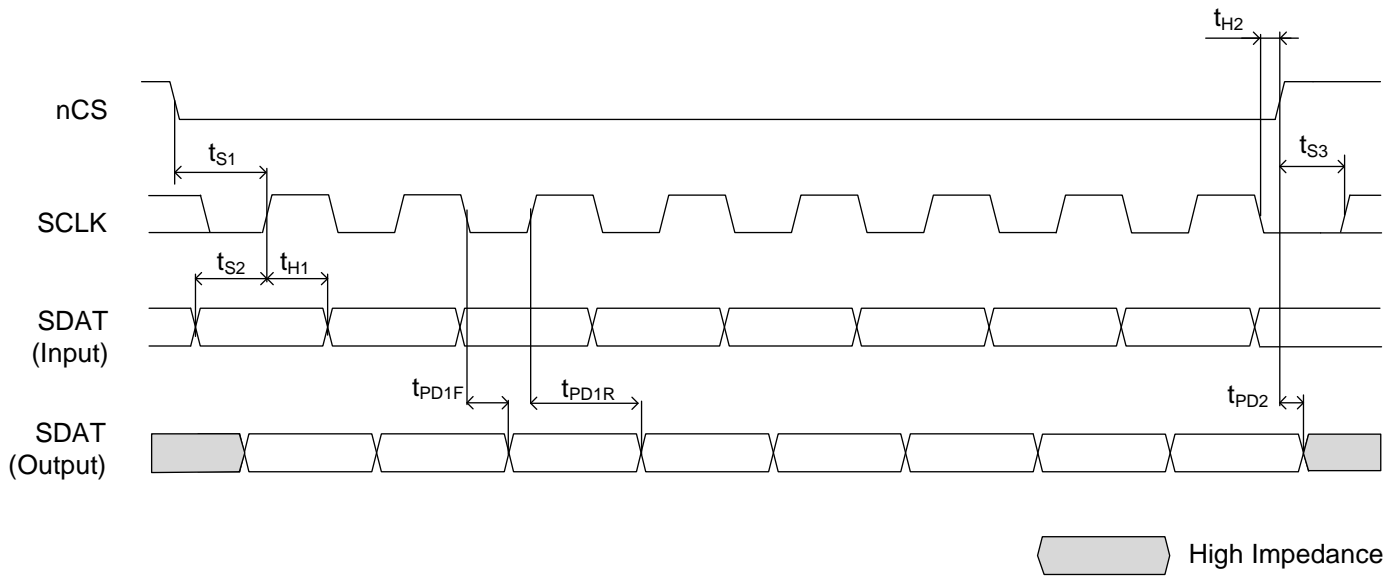 tH2
nCS
tS1
tS3
SCLK
tS2
tH1
SDAT
(Input)
tPD1F
tPD1R
tPD2
SDAT
(Output)
High Impedance